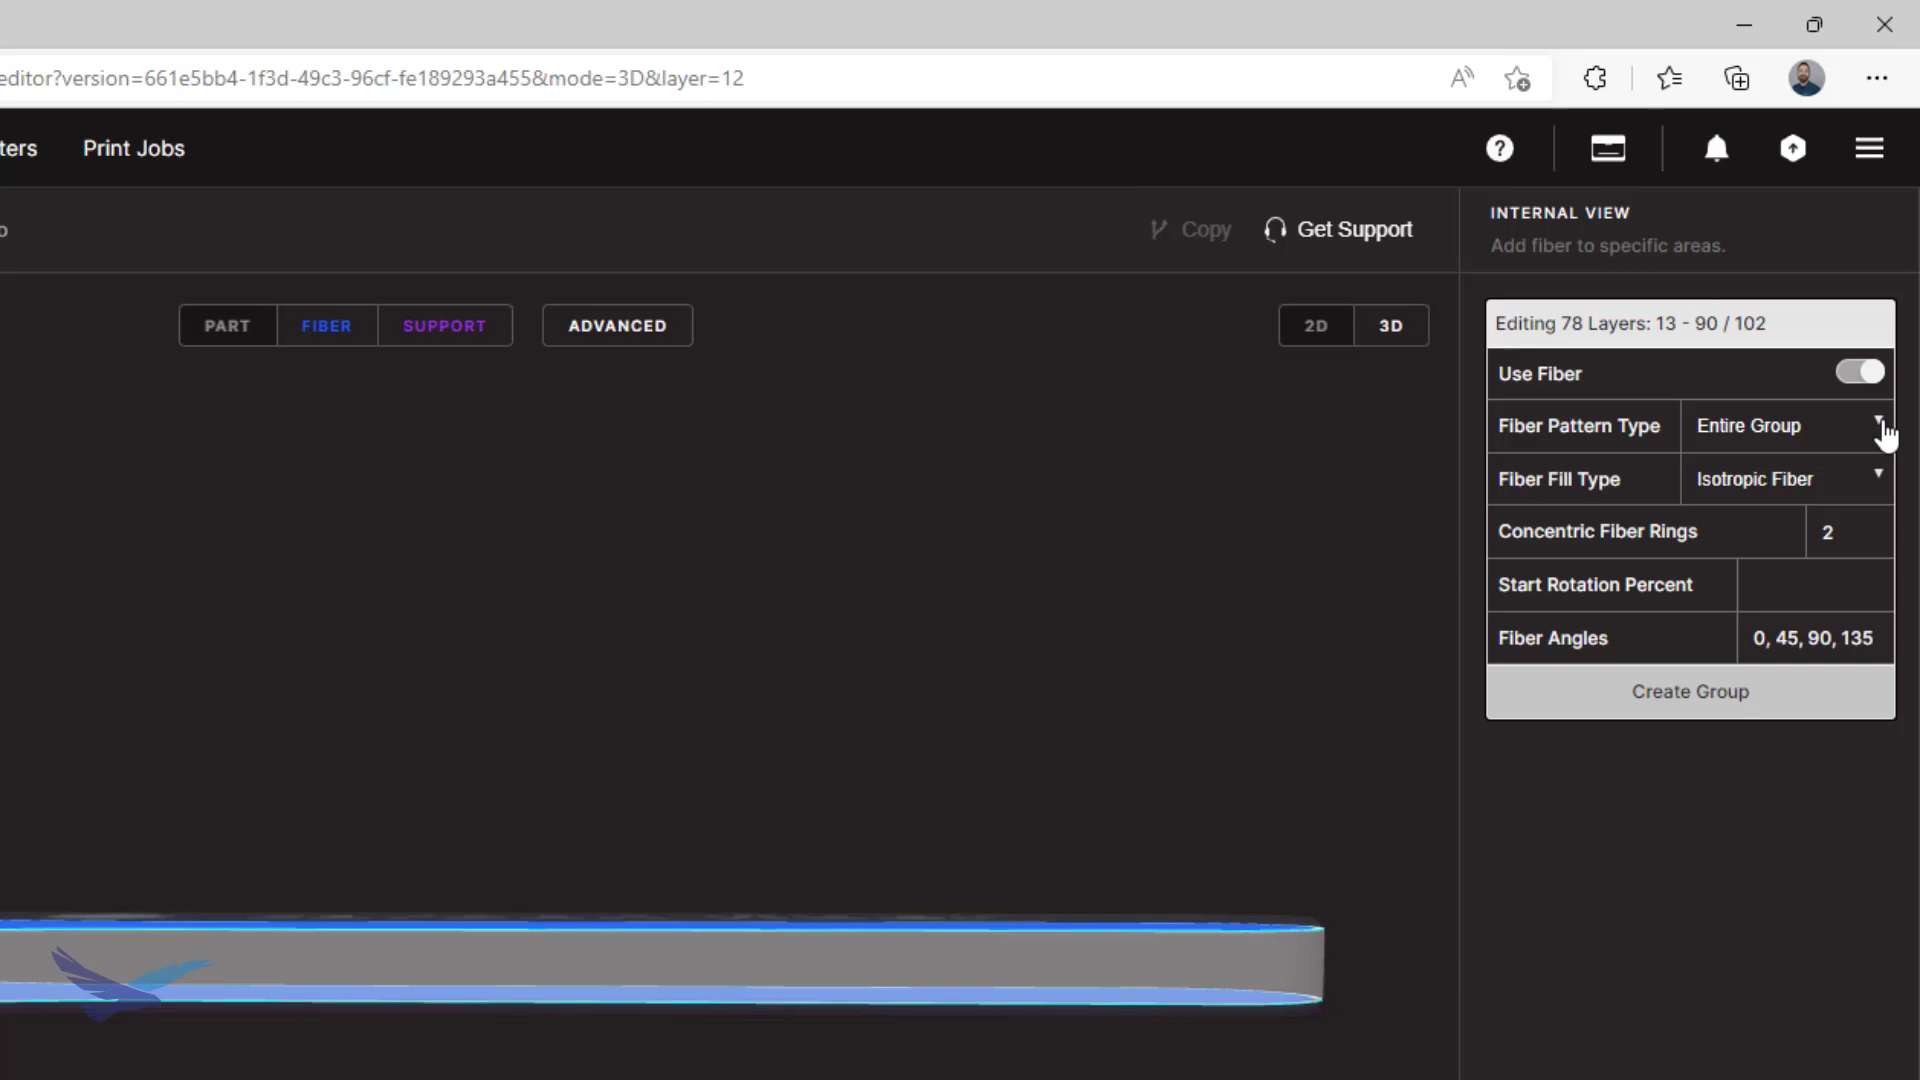 editor?version=661e5bb4-1f3d-49c3-96cf-fe189293a455&mode=3D&layer=12
ters Print Jobs
Copy Get Support
INTERNAL VIEW
Add fiber to specific areas.
PART FIBER SUPPORT ADVANCED 2D 3D
Editing 78 Layers: 13 - 90 / 102
Use Fiber
Fiber Pattern Type Entire Group
Fiber Fill Type Isotropic Fiber
Concentric Fiber Rings 2
Start Rotation Percent
Fiber Angles 0, 45, 90, 135
Create Group